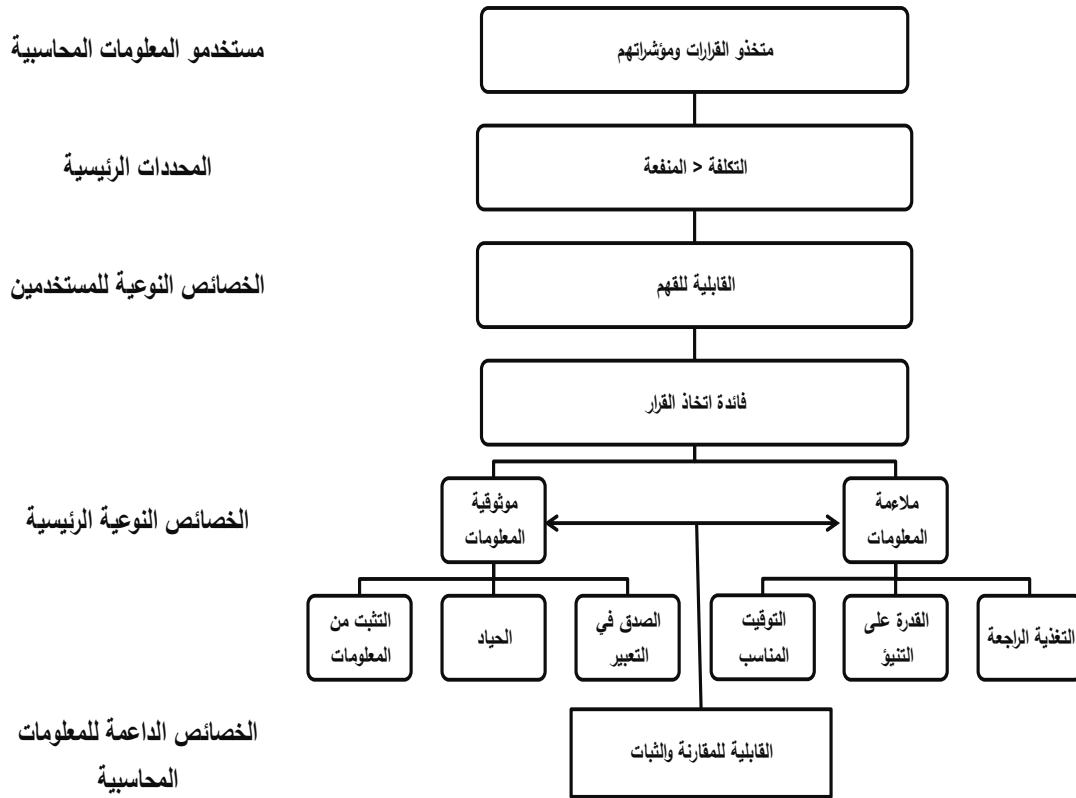 مستخدمو المعلومات المحاسبية
متخذو القرارات ومؤشراتهم
المحددات الرئيسية
التكلفة < المنفعة
الخصائص النوعية للمستخدمين
القابلية للقهم
فائدة اتخاذ القرار
الخصائص النوعية الرئيسية
ملاءمة
المعلومات
موثوقية
المعلومات
التغذية الراجعة
القدرة على
التنيؤ
التوقيت
المناسب
الصدق في
التعبير
الحياد
التثبت من
المعلومات
الخصائص الداعمة للمعلومات
المحاسبية
القابلية للمقارنة والثبات